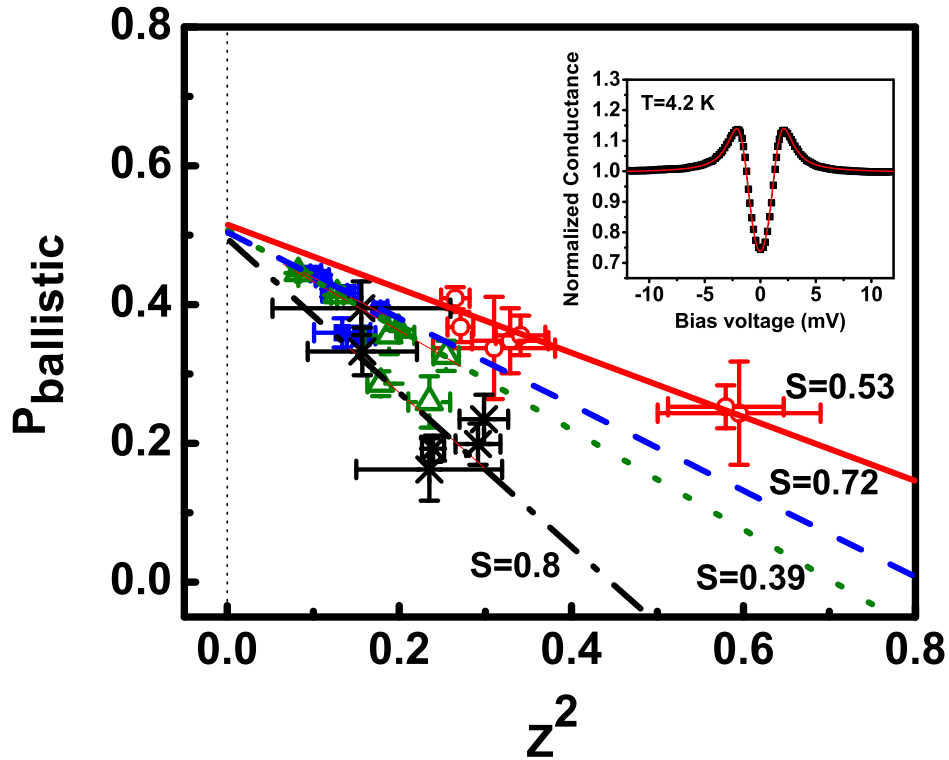 0.8
0.6
0.4
0.2
0.0
P ballistic
0.0 0.2 0.4 0.6 0.8
Z2
S=0.53
S=0.72
S=0.39
S=0.8
T=4.2 K
1.3
1.2
1.1
1.0
0.9
0.8
0.7
Normalized Conductance
-10 -5 0 5 10
Bias voltage (mV)